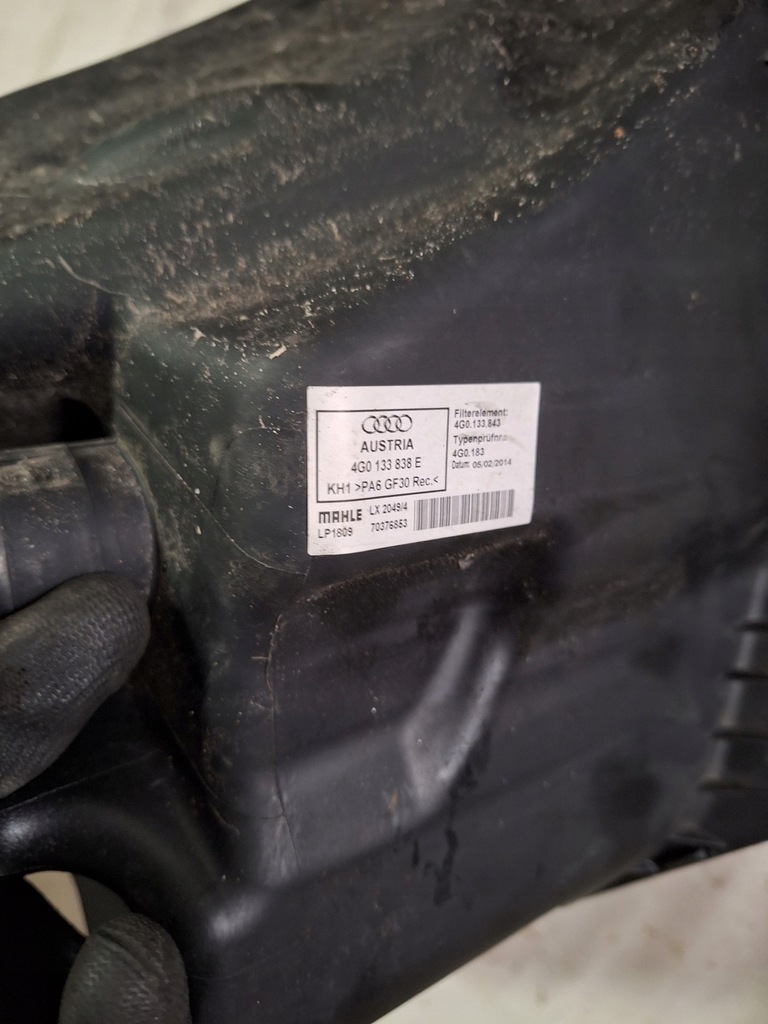 AUSTRIA
4G0 133 838 E
KH1 >PA6 GF30 Rec.<
Filterelement:
4G0.133.843
Typenprüfnr.:
4G0.183
Datum: 05/02/2014
MAHLE LX 2049/4
LP1809 70376853